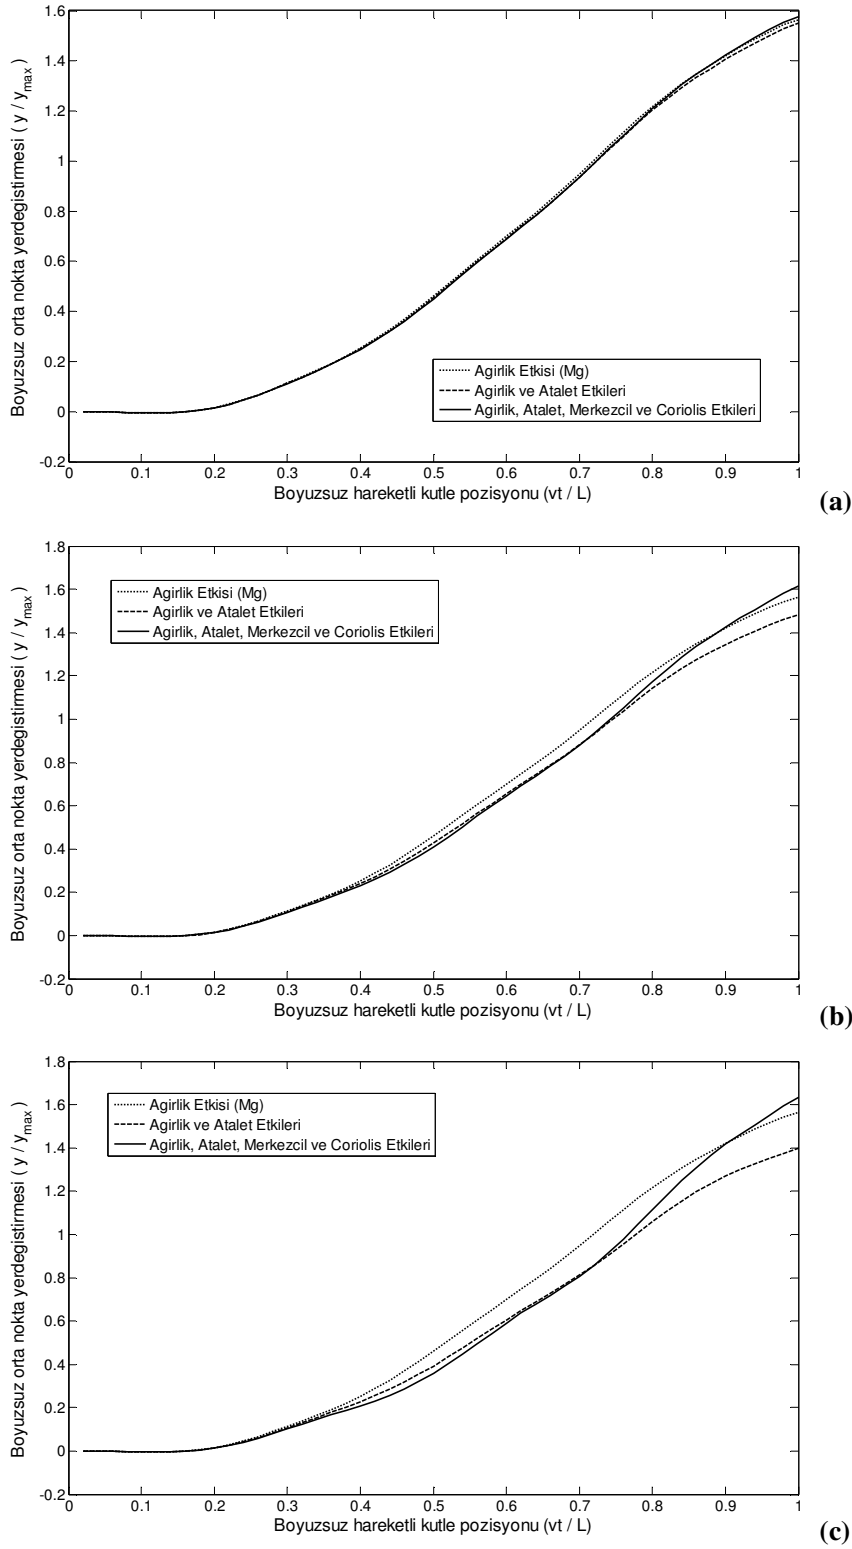 1.6
1.4
1.2
1
0.8
0.6
0.4
0.2
0
-0.2
Boyuzsuz orta nokta yerdegistirmesi ( y / ymax )
Agirlik Etkisi (Mg)
Agirlik ve Atalet Etkileri
Agirlik, Atalet, Merkezcil ve Coriolis Etkileri
0 0.1 0.2 0.3 0.4 0.5 0.6 0.7 0.8 0.9 1
Boyuzsuz hareketli kutle pozisyonu (vt / L)
(a)
1.8
1.6
1.4
1.2
1
0.8
0.6
0.4
0.2
0
-0.2
Boyuzsuz orta nokta yerdegistirmesi ( y / ymax )
Agirlik Etkisi (Mg)
Agirlik ve Atalet Etkileri
Agirlik, Atalet, Merkezcil ve Coriolis Etkileri
0 0.1 0.2 0.3 0.4 0.5 0.6 0.7 0.8 0.9 1
Boyuzsuz hareketli kutle pozisyonu (vt / L)
(b)
1.8
1.6
1.4
1.2
1
0.8
0.6
0.4
0.2
0
-0.2
Boyuzsuz orta nokta yerdegistirmesi ( y / ymax )
Agirlik Etkisi (Mg)
Agirlik ve Atalet Etkileri
Agirlik, Atalet, Merkezcil ve Coriolis Etkileri
0 0.1 0.2 0.3 0.4 0.5 0.6 0.7 0.8 0.9 1
Boyuzsuz hareketli kutle pozisyonu (vt / L)
(c)